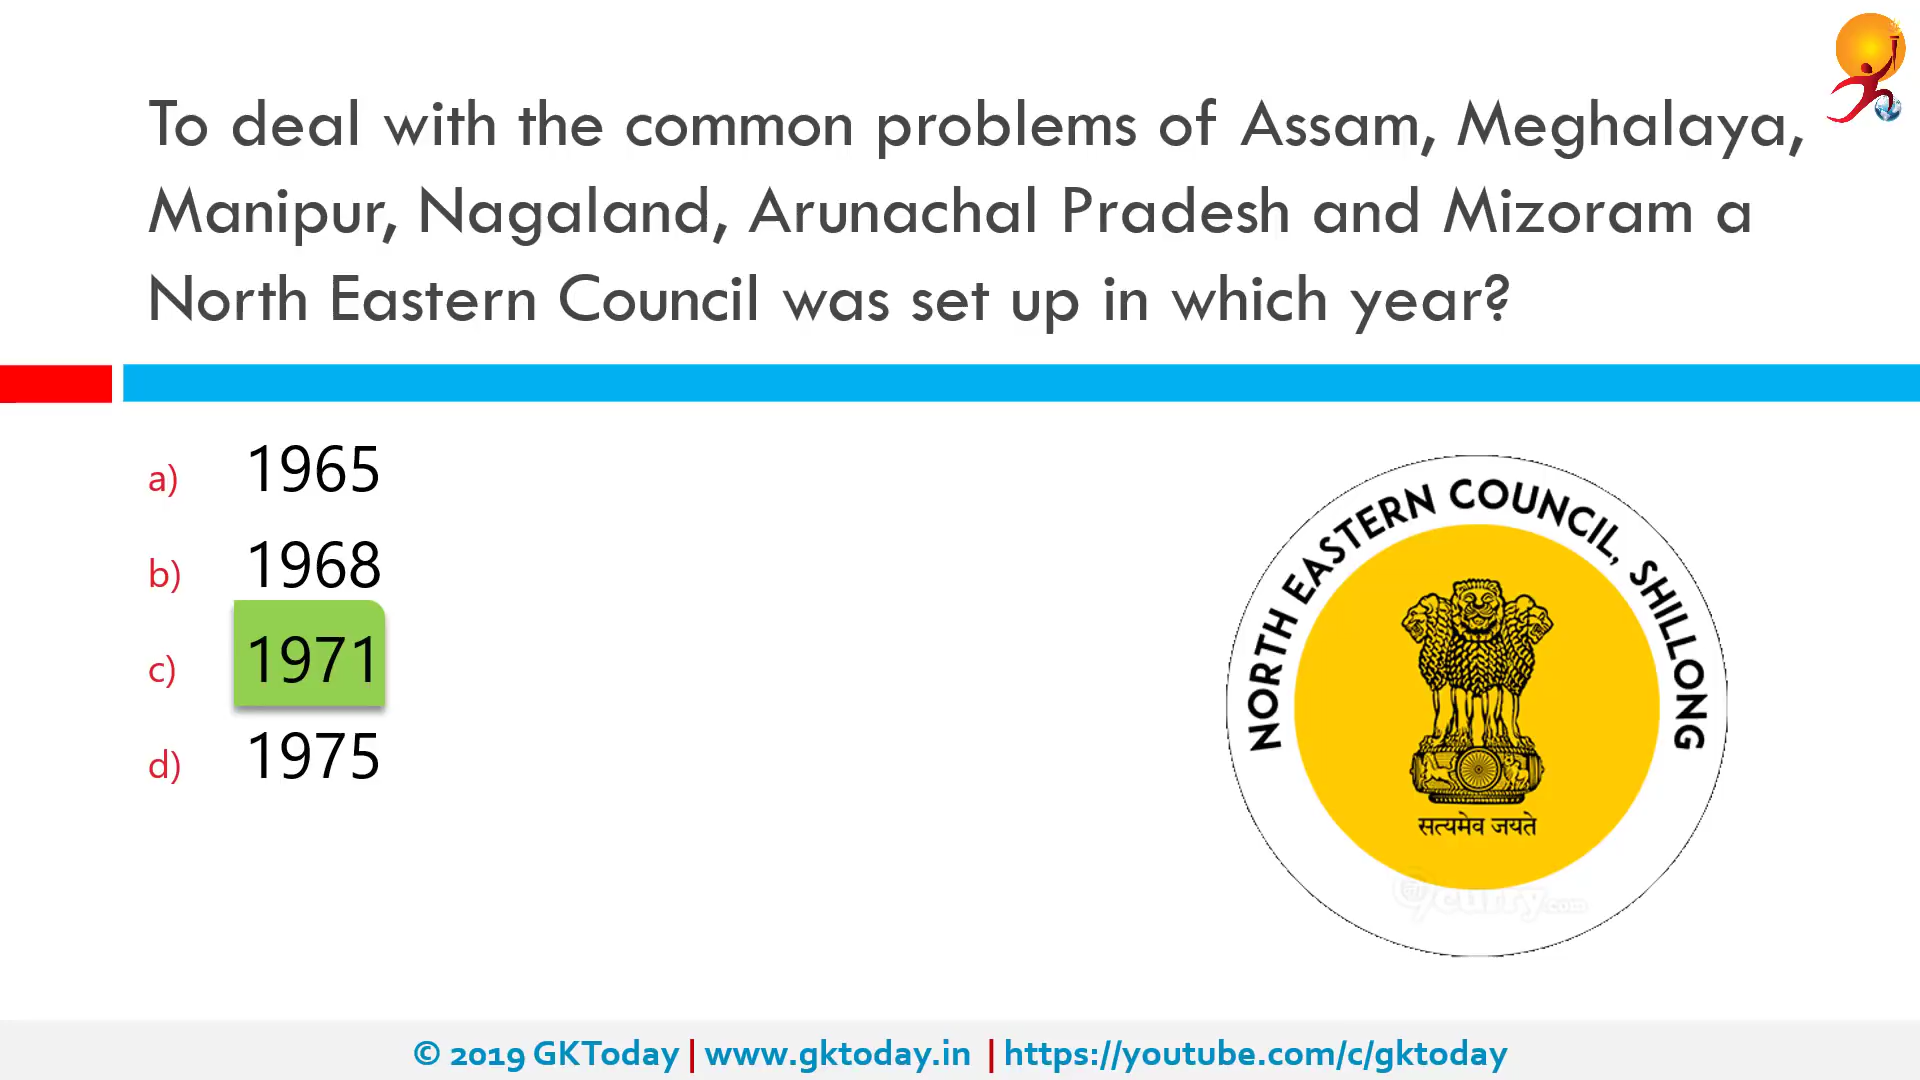 To deal with the common problems of Assam, Meghalaya,
Manipur, Nagaland, Arunachal Pradesh and Mizoram a
North Eastern Council was set up in which year?
a) 1965
b) 1968
c) 1971
d) 1975
NORTH EASTERN COUNCIL, SHILLONG
सत्यमेव जयते
© 2019 GKToday | www.gktoday.in | https://youtube.com/c/gktoday